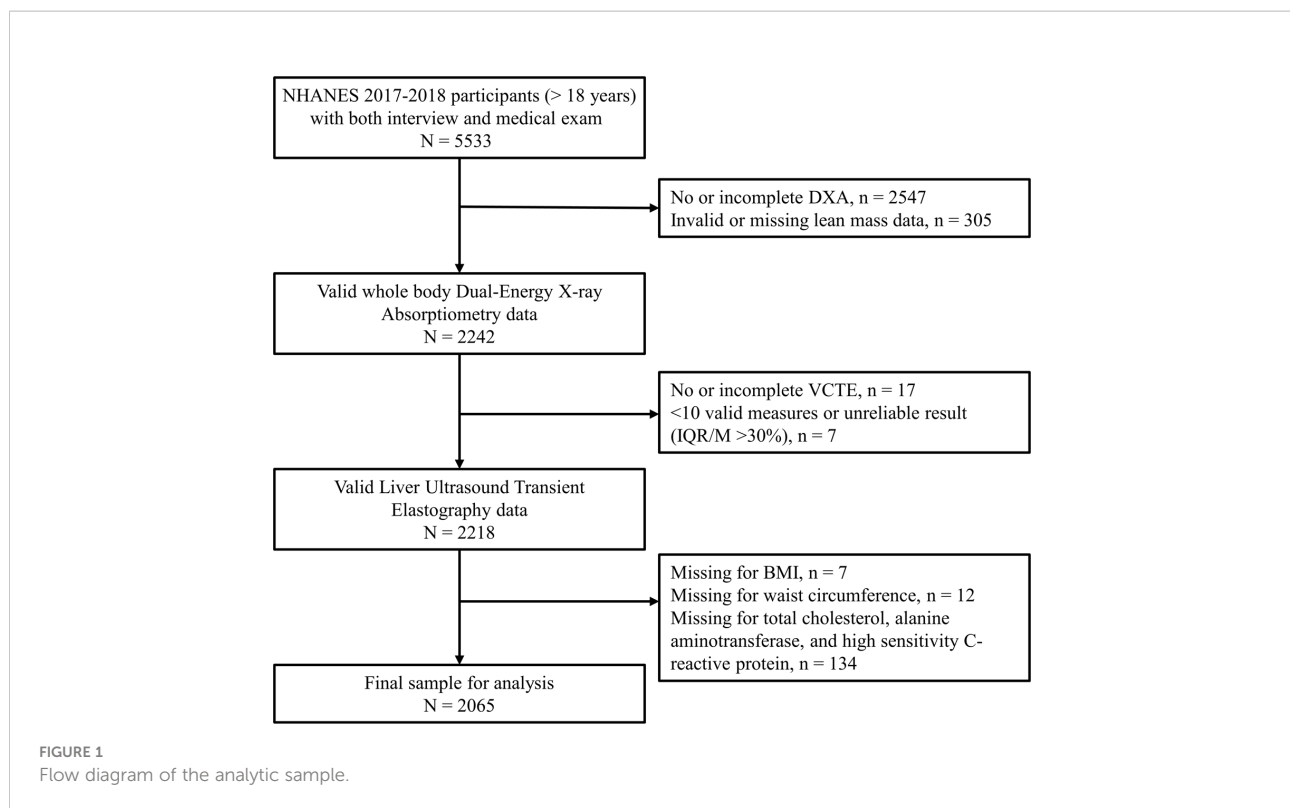 NHANES 2017-2018 participants (> 18 years)
with both interview and medical exam
N = 5533
No or incomplete DXA, n = 2547
Invalid or missing lean mass data, n = 305
Valid whole body Dual-Energy X-ray
Absorptiometry data
N = 2242
No or incomplete VCTE, n = 17
<10 valid measures or unreliable result
(IQR/M >30%), n = 7
Valid Liver Ultrasound Transient
Elastography data
N = 2218
Missing for BMI, n = 7
Missing for waist circumference, n = 12
Missing for total cholesterol, alanine
aminotransferase, and high sensitivity C-
reactive protein, n = 134
Final sample for analysis
N = 2065
FIGURE 1
Flow diagram of the analytic sample.